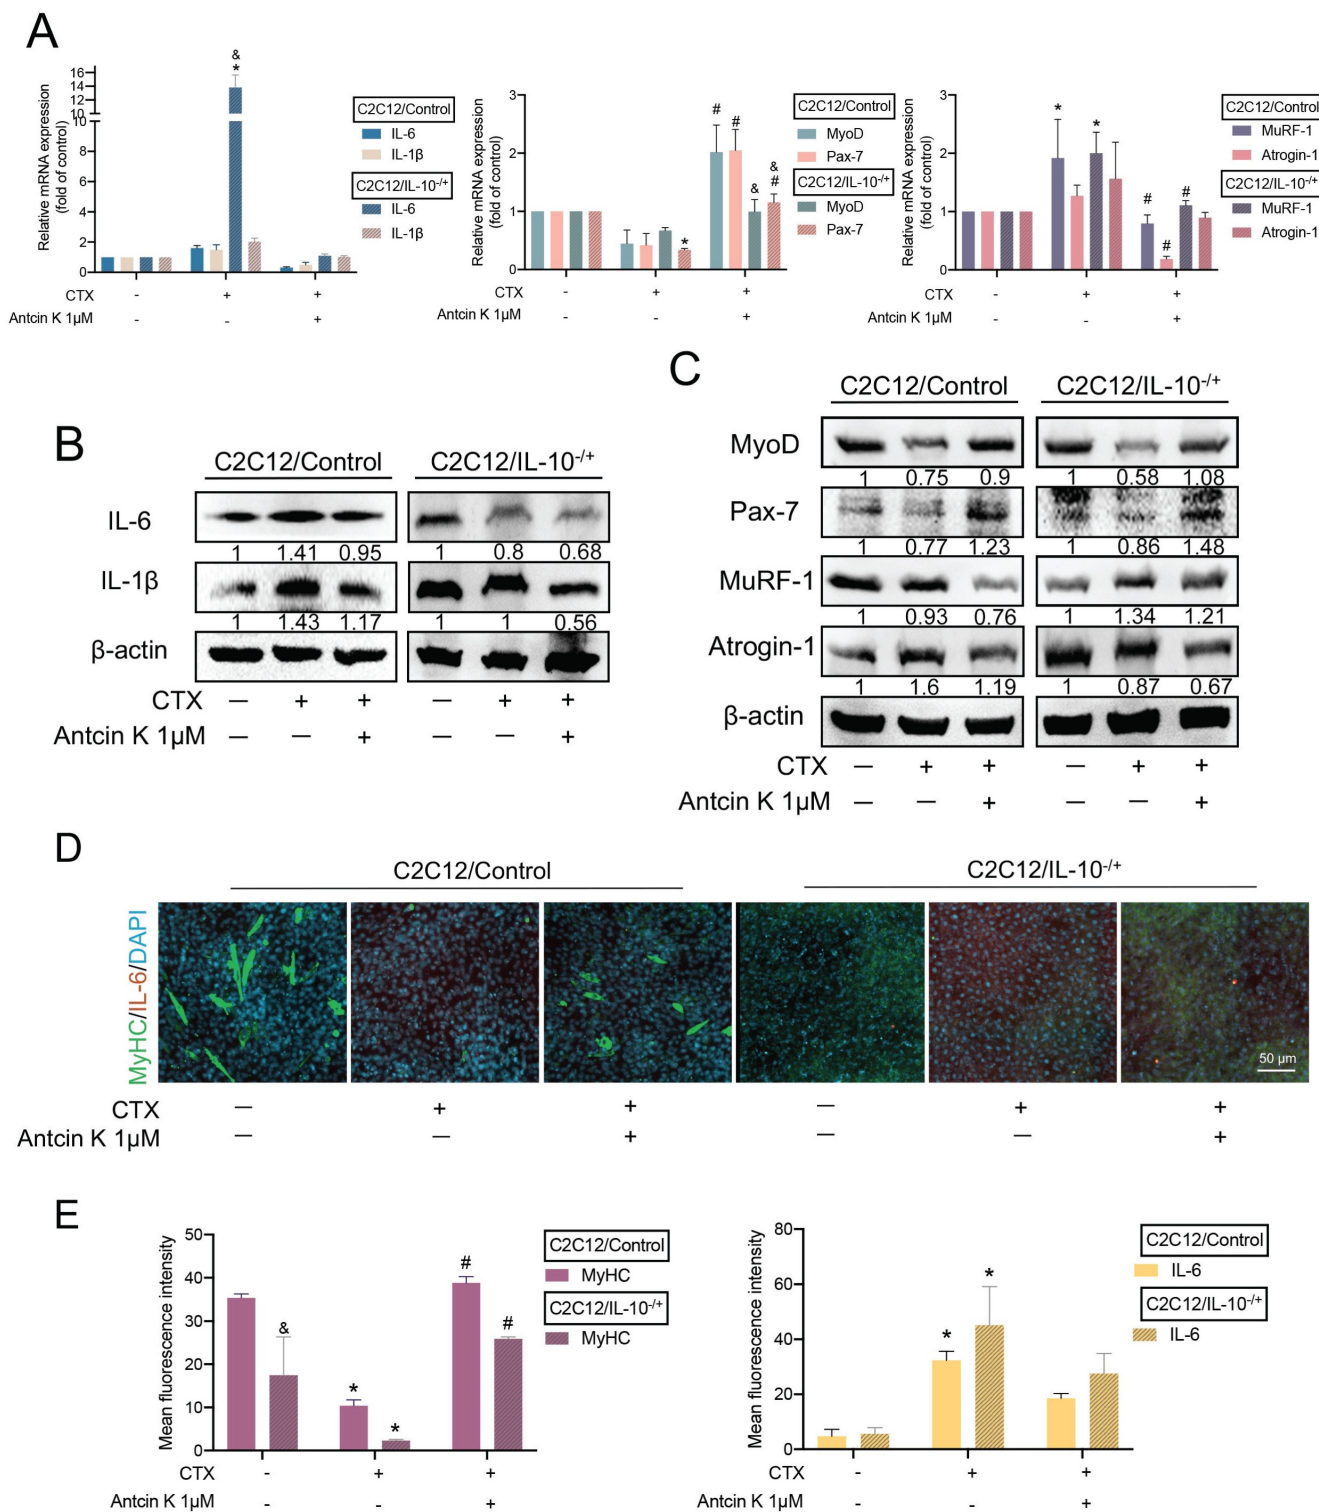 A
Relative mRNA expression
(fold of control)
16
14
12
10
8
6
4
2
0
&
*
C2C12/Control
IL-6
IL-1β
C2C12/IL-10-/+
IL-6
IL-1β
CTX - + +
Antcin K 1μM - - +
Relative mRNA expression
(fold of control)
3
2
1
0
*
# #
&
&
#
C2C12/Control
MyoD
Pax-7
C2C12/IL-10-/+
MyoD
Pax-7
- + +
- - +
Relative mRNA expression
(fold of control)
3
2
1
0
* *
# # #
C2C12/Control
MuRF-1
Atrogin-1
C2C12/IL-10-/+
MuRF-1
Atrogin-1
CTX - + +
Antcin K 1μM - - +
B
C2C12/Control C2C12/IL-10-/+
IL-6
1 1.41 0.95 1 0.8 0.68
IL-1β
1 1.43 1.17 1 1 0.56
β-actin
CTX — + + — + +
Antcin K 1μM — — + — — +
C
C2C12/Control C2C12/IL-10-/+
MyoD
1 0.75 0.9 1 0.58 1.08
Pax-7
1 0.77 1.23 1 0.86 1.48
MuRF-1
1 0.93 0.76 1 1.34 1.21
Atrogin-1
1 1.6 1.19 1 0.87 0.67
β-actin
CTX — + + — + +
Antcin K 1μM — — + — — +
D
C2C12/Control C2C12/IL-10-/+
MyHC/IL-6/DAPI
50 μm
CTX — + + — + +
Antcin K 1μM — — + — — +
E
Mean fluorescence intensity
50
40
30
20
10
0
&
* *
# #
C2C12/Control
MyHC
C2C12/IL-10-/+
MyHC
CTX - + +
Antcin K 1μM - - +
Mean fluorescence intensity
80
60
40
20
0
* *
C2C12/Control
IL-6
C2C12/IL-10-/+
IL-6
CTX - + +
Antcin K 1μM - - +